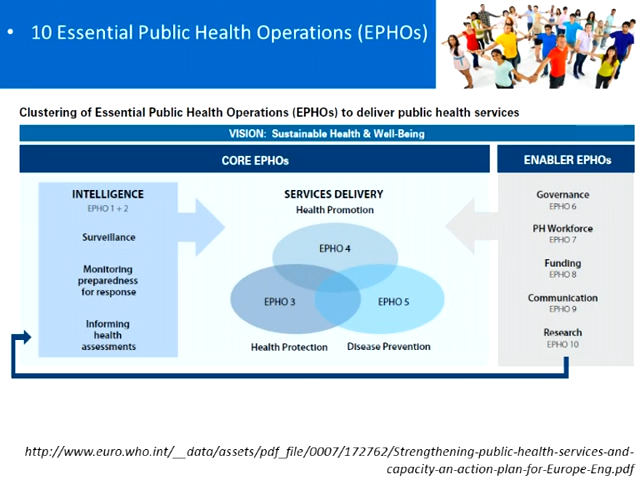 • 10 Essential Public Health Operations (EPHOs)
Clustering of Essential Public Health Operations (EPHOs) to deliver public health services
VISION: Sustainable Health & Well-Being
CORE EPHOs
ENABLER EPHOs
INTELLIGENCE
EPHO 1 + 2
Surveillance
Monitoring
preparedness
for response
Informing
health
assessments
SERVICES DELIVERY
Health Promotion
EPHO 4
EPHO 3
EPHO 5
Health Protection
Disease Prevention
Governance
EPHO 6
PH Workforce
EPHO 7
Funding
EPHO 8
Communication
EPHO 9
Research
EPHO 10
http://www.euro.who.int/__data/assets/pdf_file/0007/172762/Strengthening-public-health-services-and-
capacity-an-action-plan-for-Europe-Eng.pdf